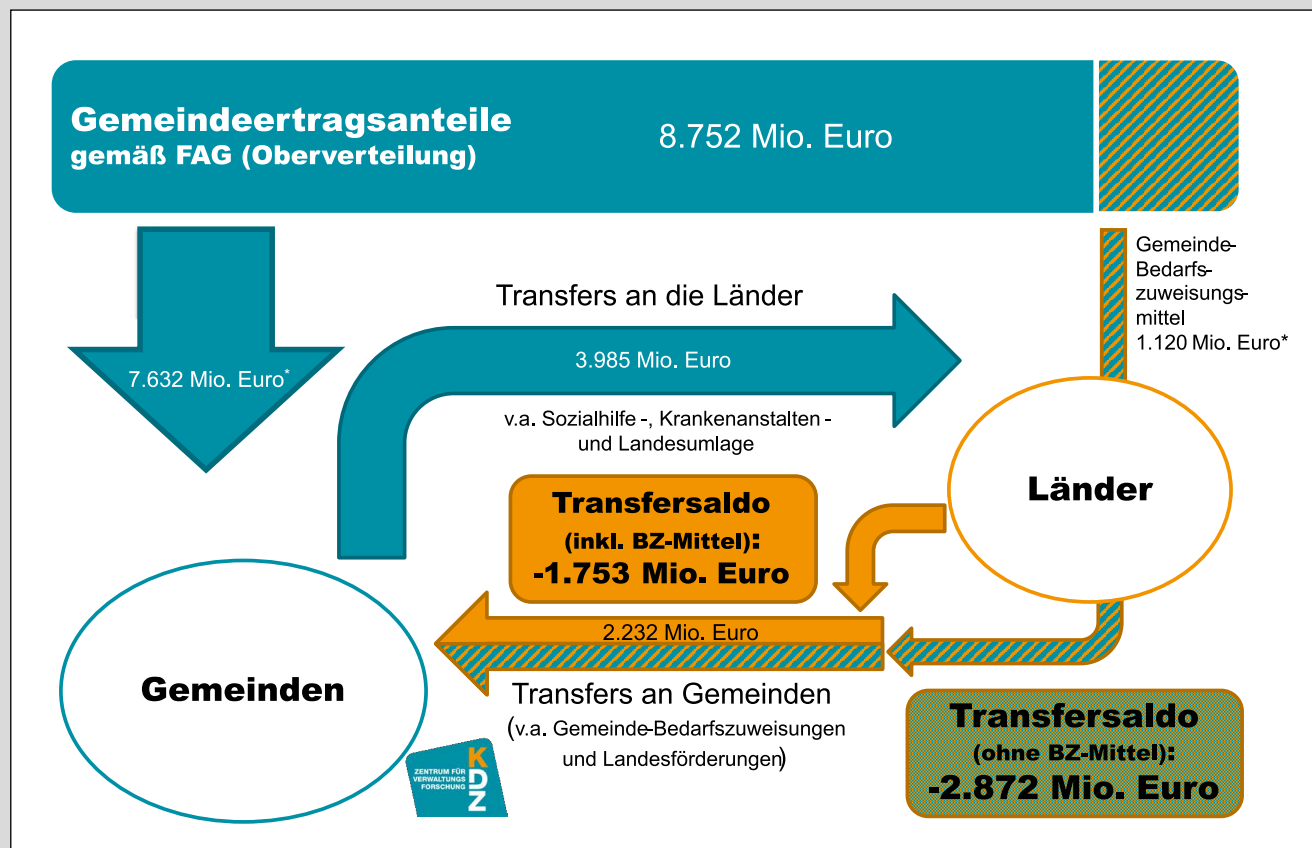 Gemeindeertragsanteile
gemäß FAG (Oberverteilung)
8.752 Mio. Euro
Gemeinde-
Bedarfs-
zuweisungs-
mittel
1.120 Mio. Euro*
Transfers an die Länder
7.632 Mio. Euro*
3.985 Mio. Euro
v.a. Sozialhilfe -, Krankenanstalten -
und Landesumlage
Länder
Transfersaldo
(inkl. BZ-Mittel):
-1.753 Mio. Euro
2.232 Mio. Euro
Gemeinden
Transfers an Gemeinden
(v.a. Gemeinde-Bedarfszuweisungen
und Landesförderungen)
Transfersaldo
(ohne BZ-Mittel):
-2.872 Mio. Euro
ZENTRUM FÜR
VERWALTUNGS
FORSCHUNG
KDZ